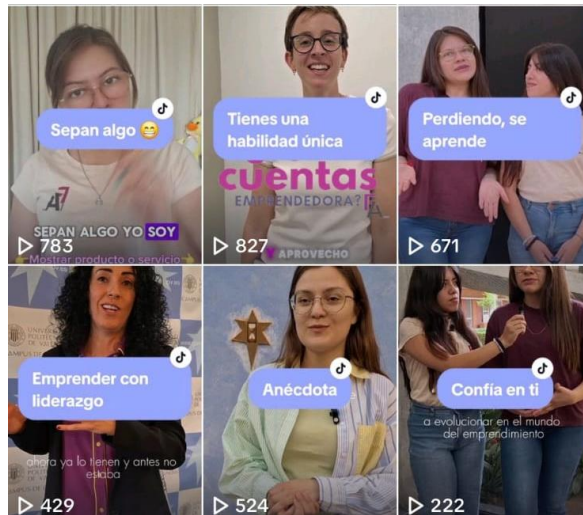 Sepan algo 😁
SEPAN ALGO YO SOY
Mostrar producto o servicio
783
Tienes una
habilidad única
cuentas
EMPRENDEDORA?
APROVECHO
827
Perdiendo, se
aprende
671
Emprender con
liderazgo
ahora ya lo tienen y antes no
estaba
429
Anécdota
524
Confía en ti
a evolucionar en el mundo
del emprendimiento
222